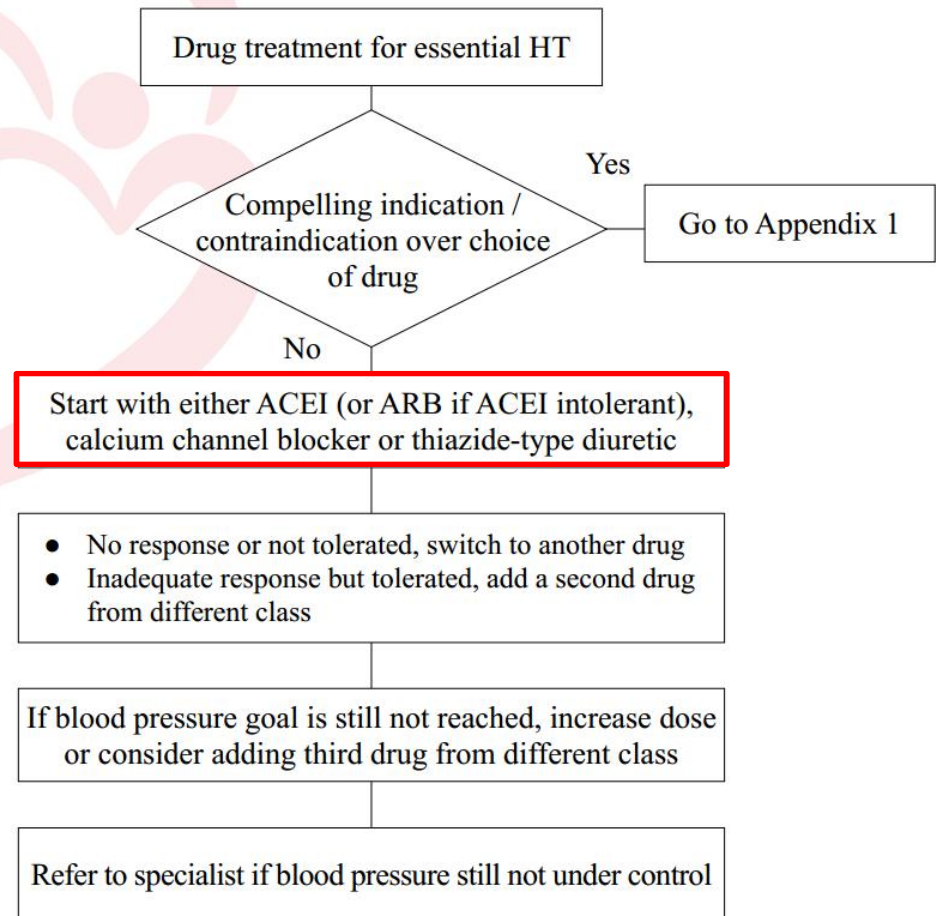 Drug treatment for essential HT
Compelling indication /
contraindication over choice
of drug
Yes
Go to Appendix 1
No
Start with either ACEI (or ARB if ACEI intolerant),
calcium channel blocker or thiazide-type diuretic
● No response or not tolerated, switch to another drug
● Inadequate response but tolerated, add a second drug
from different class
If blood pressure goal is still not reached, increase dose
or consider adding third drug from different class
Refer to specialist if blood pressure still not under control